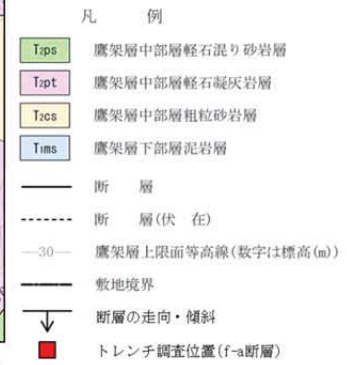 凡　例
T2ps 鷹架層中部層軽石混り砂岩層
T2pt 鷹架層中部層軽石凝灰岩層
T2cs 鷹架層中部層粗粒砂岩層
T1ms 鷹架層下部層泥岩層
断　層
断　層(伏　在)
30 鷹架層上限面等高線(数字は標高(m))
敷地境界
断層の走向・傾斜
トレンチ調査位置(f-a断層)